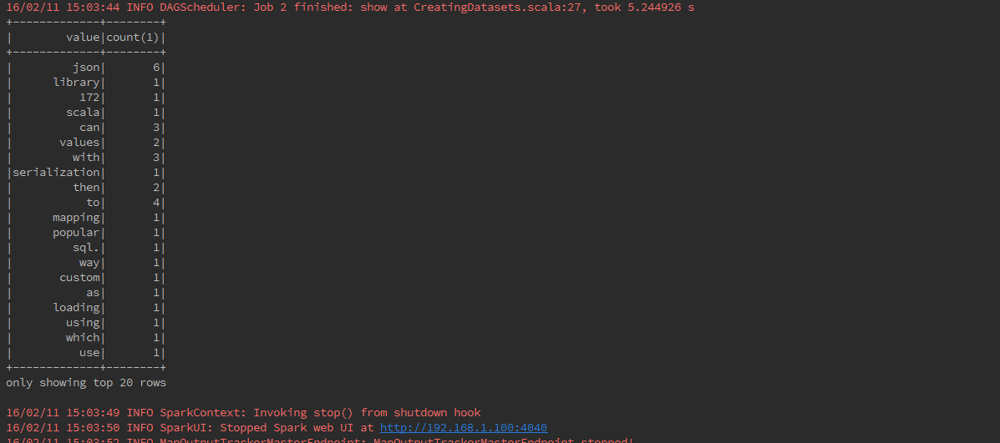 16/02/11 15:03:44 INFO DAGScheduler: Job 2 finished: show at CreatingDatasets.scala:27, took 5.244926 s
+-------------+--------+
|        value|count(1)|
+-------------+--------+
|         json|       6|
|      library|       1|
|          172|       1|
|        scala|       1|
|          can|       3|
|       values|       2|
|         with|       3|
|serialization|       1|
|         then|       2|
|           to|       4|
|      mapping|       1|
|      popular|       1|
|         sql.|       1|
|          way|       1|
|       custom|       1|
|           as|       1|
|      loading|       1|
|        using|       1|
|        which|       1|
|          use|       1|
+-------------+--------+
only showing top 20 rows
16/02/11 15:03:49 INFO SparkContext: Invoking stop() from shutdown hook
16/02/11 15:03:50 INFO SparkUI: Stopped Spark web UI at http://192.168.1.100:4040
16/02/11 15:03:52 INFO MapOutputTrackerMasterEndpoint: MapOutputTrackerMasterEndpoint stopped!